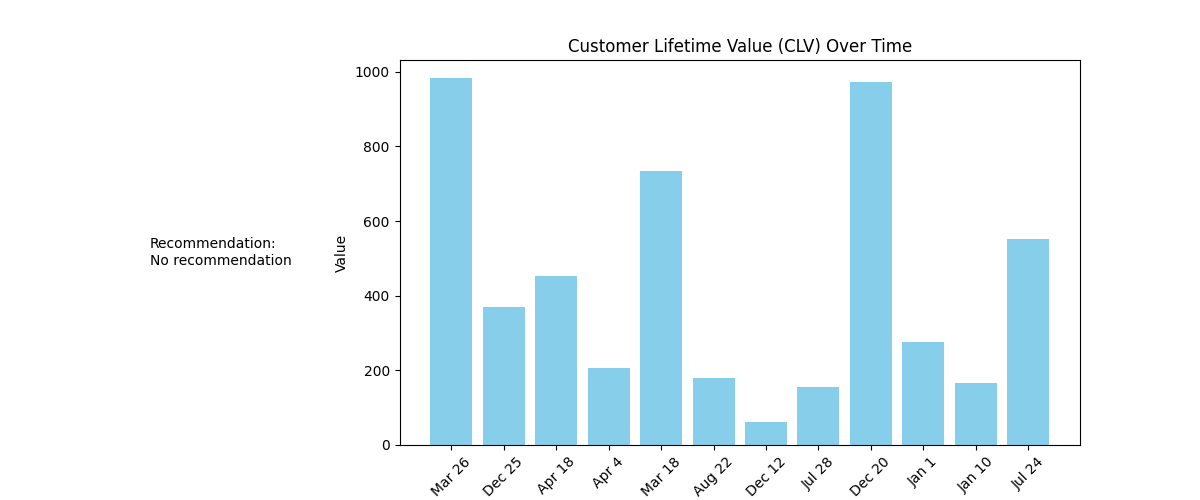 Customer Lifetime Value (CLV) Over Time
Recommendation:
No recommendation
Value
1000
800
600
400
200
0
Mar 26
Dec 25
Apr 18
Apr 4
Mar 18
Aug 22
Dec 12
Jul 28
Dec 20
Jan 1
Jan 10
Jul 24